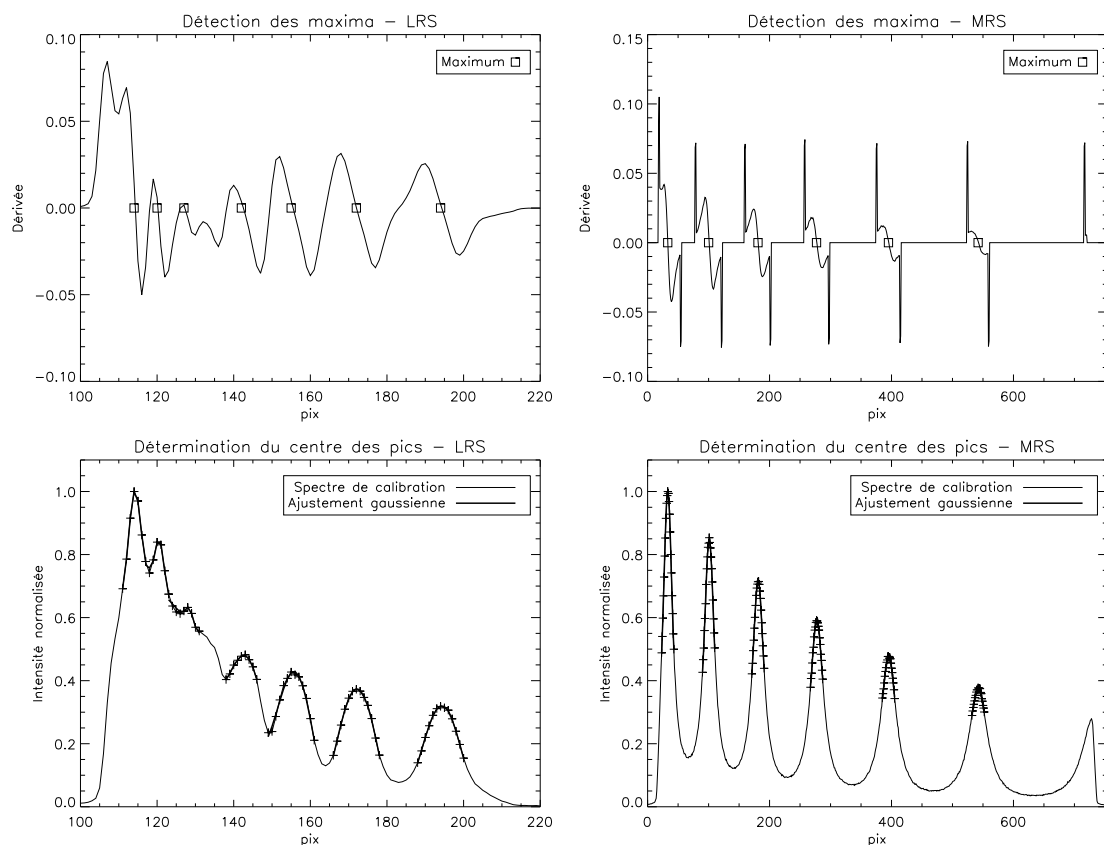 Détection des maxima – LRS
0.10
0.05
0.00
−0.05
−0.10
Dérivée
Maximum
100 120 140 160 180 200 220
pix
Détection des maxima – MRS
0.15
0.10
0.05
0.00
−0.05
−0.10
Dérivée
Maximum
0 200 400 600
pix
Détermination du centre des pics – LRS
1.0
0.8
0.6
0.4
0.2
0.0
Intensité normalisée
Spectre de calibration
Ajustement gaussienne
100 120 140 160 180 200 220
pix
Détermination du centre des pics – MRS
1.0
0.8
0.6
0.4
0.2
0.0
Intensité normalisée
Spectre de calibration
Ajustement gaussienne
0 200 400 600
pix